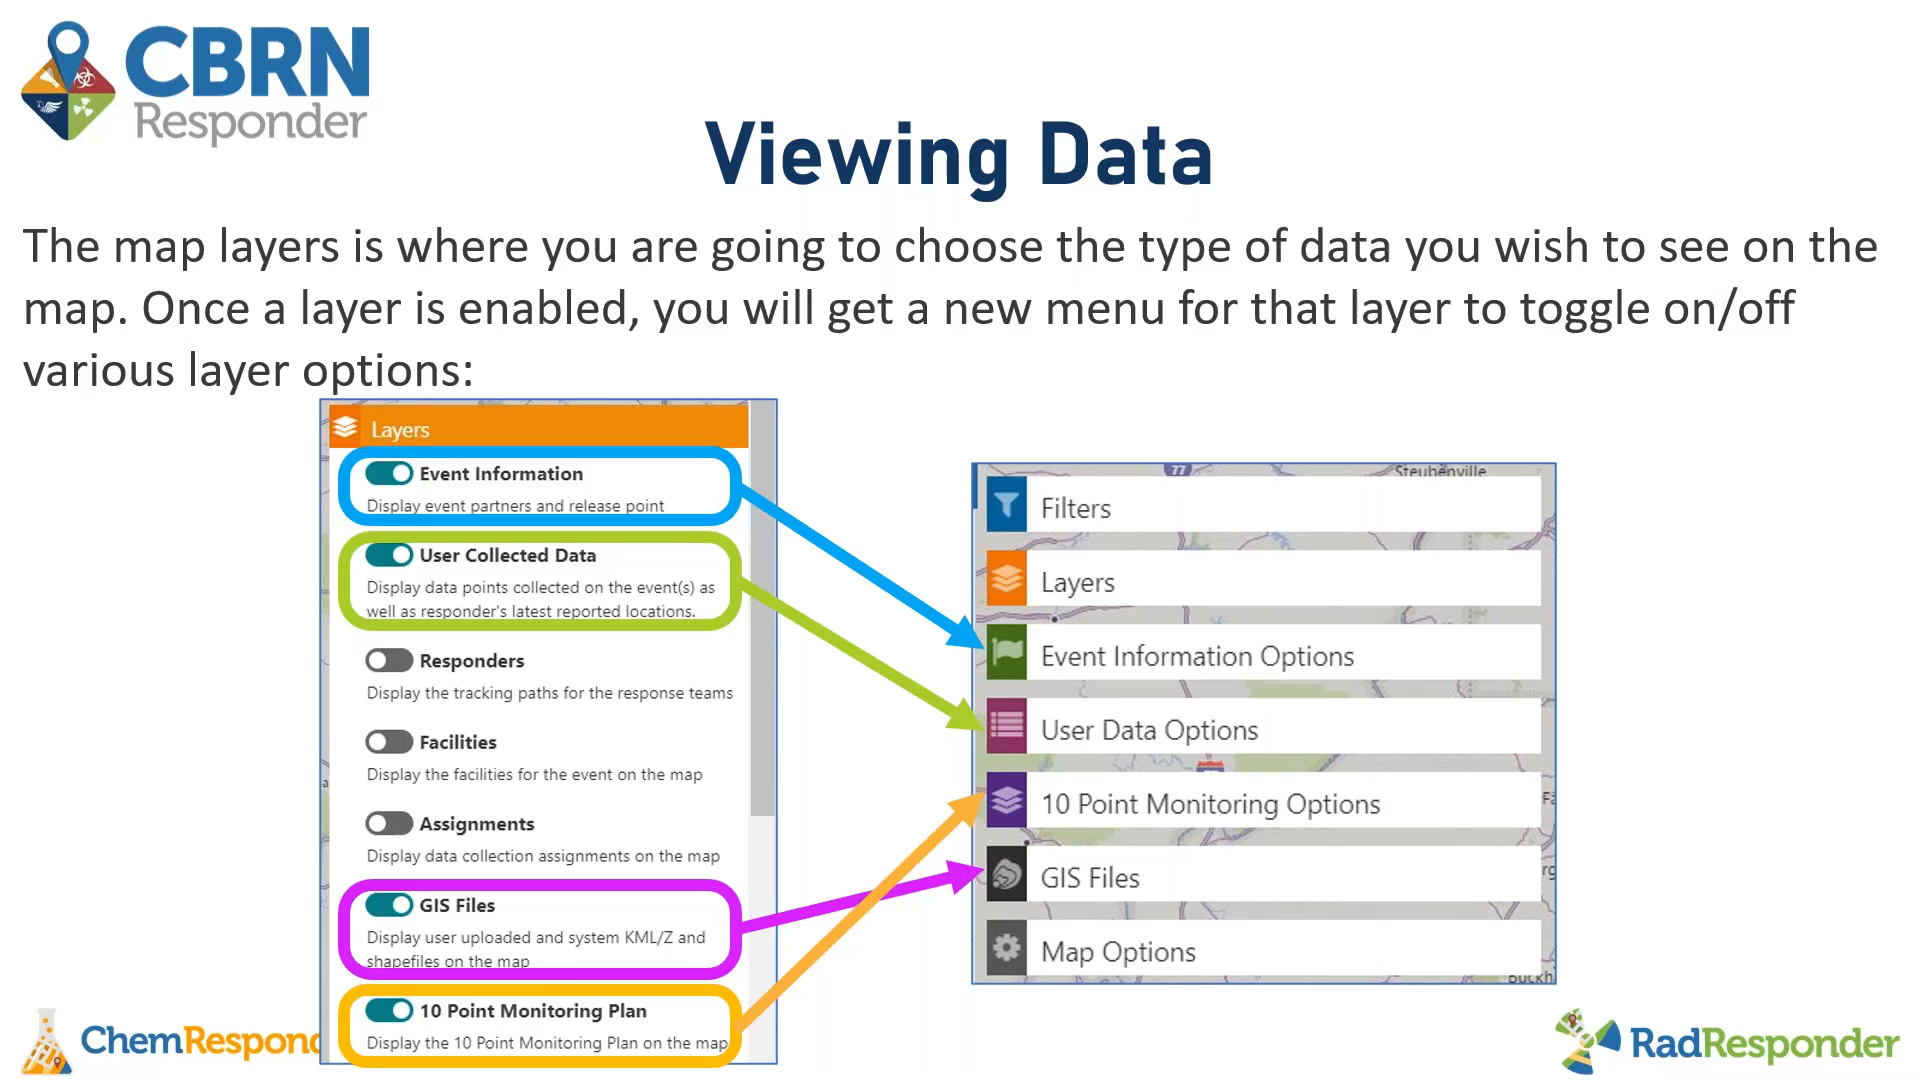 CBRN
Responder
Viewing Data
The map layers is where you are going to choose the type of data you wish to see on the
map. Once a layer is enabled, you will get a new menu for that layer to toggle on/off
various layer options:
Layers
Event Information
Display event partners and release point
User Collected Data
Display data points collected on the event(s) as
well as responder's latest reported locations.
Responders
Display the tracking paths for the response teams
Facilities
Display the facilities for the event on the map
Assignments
Display data collection assignments on the map
GIS Files
Display user uploaded and system KML/Z and
shapefiles on the map
10 Point Monitoring Plan
Display the 10 Point Monitoring Plan on the map
77
Steubenville
Filters
Layers
Event Information Options
User Data Options
10 Point Monitoring Options
GIS Files
Map Options
Buckh
ChemRespon
RadResponder